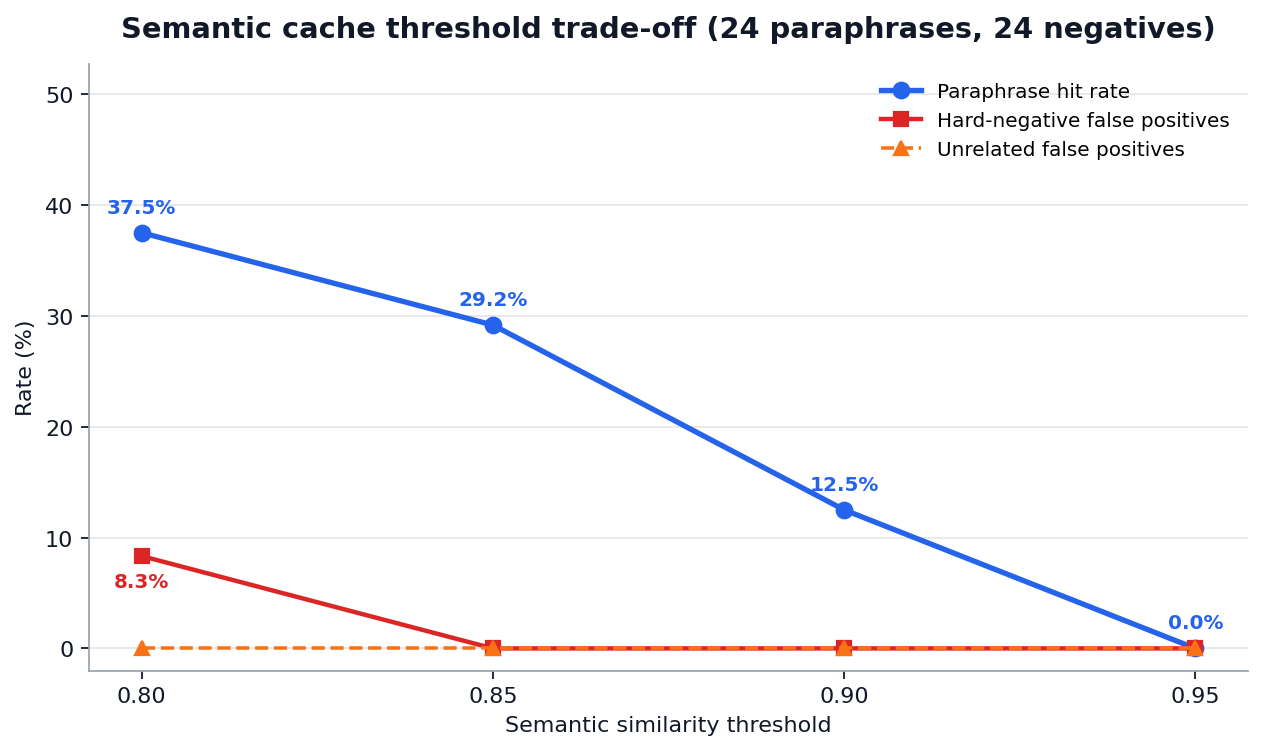 Semantic cache threshold trade-off (24 paraphrases, 24 negatives)
Paraphrase hit rate
Hard-negative false positives
Unrelated false positives
50
40
30
20
10
0
Rate (%)
37.5%
29.2%
12.5%
0.0%
8.3%
0.80
0.85
0.90
0.95
Semantic similarity threshold